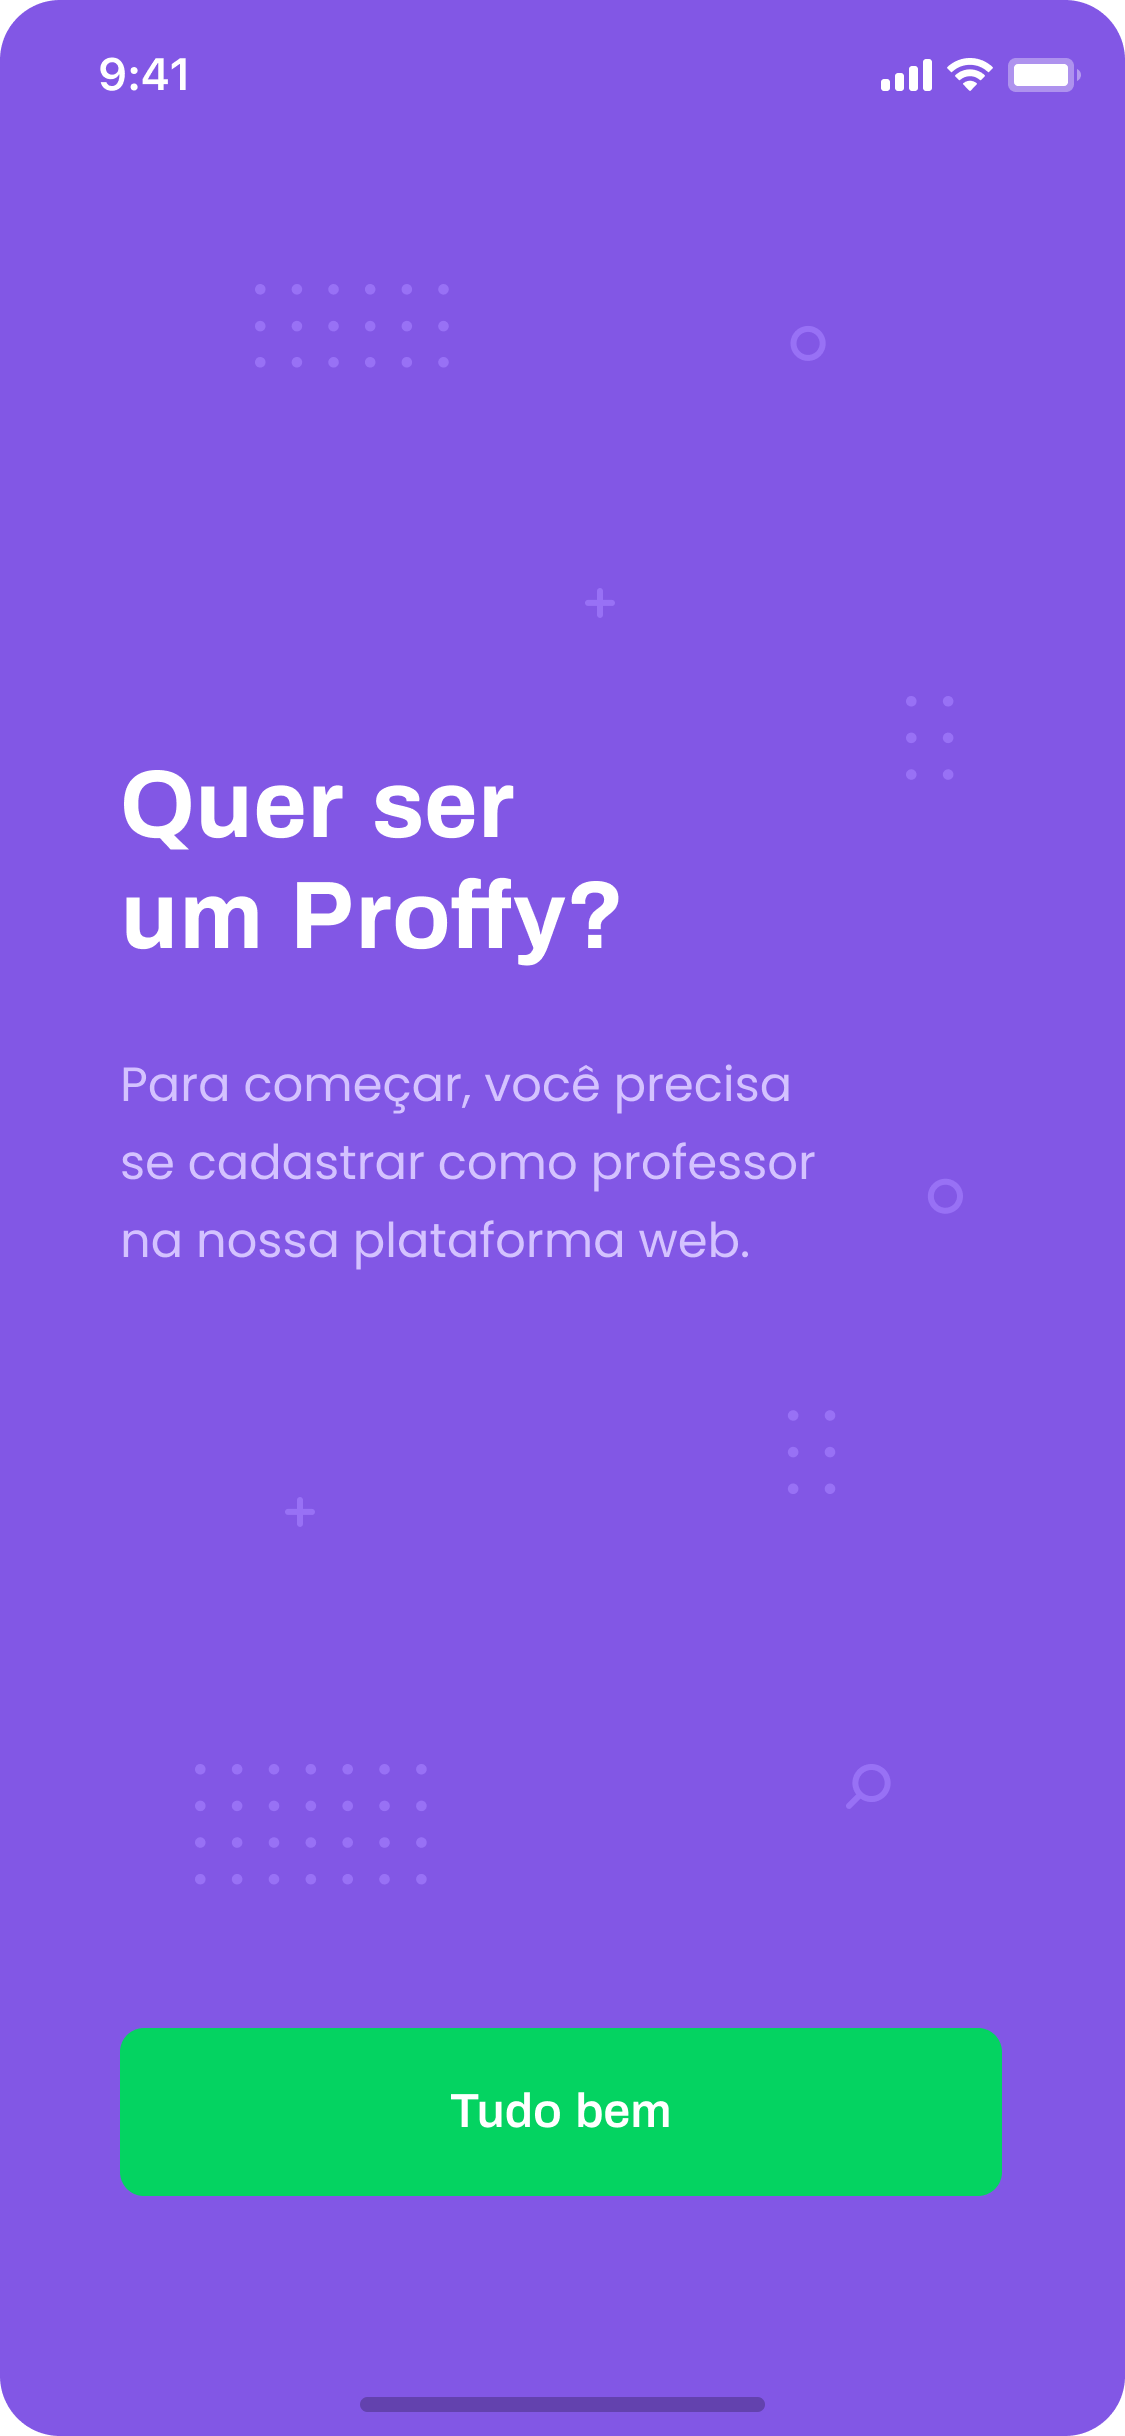 9:41
Quer ser
um Proffy?
Para começar, você precisa
se cadastrar como professor
na nossa plataforma web.
Tudo bem